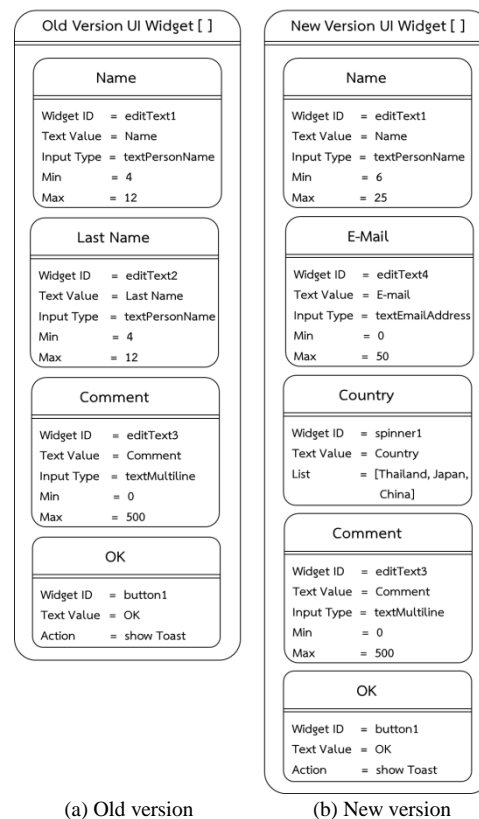 Old Version UI Widget [ ]
Name
Widget ID = editText1
Text Value = Name
Input Type = textPersonName
Min = 4
Max = 12
Last Name
Widget ID = editText2
Text Value = Last Name
Input Type = textPersonName
Min = 4
Max = 12
Comment
Widget ID = editText3
Text Value = Comment
Input Type = textMultiline
Min = 0
Max = 500
OK
Widget ID = button1
Text Value = OK
Action = show Toast
(a) Old version
New Version UI Widget [ ]
Name
Widget ID = editText1
Text Value = Name
Input Type = textPersonName
Min = 6
Max = 25
E-Mail
Widget ID = editText4
Text Value = E-mail
Input Type = textEmailAddress
Min = 0
Max = 50
Country
Widget ID = spinner1
Text Value = Country
List = [Thailand, Japan,
China]
Comment
Widget ID = editText3
Text Value = Comment
Input Type = textMultiline
Min = 0
Max = 500
OK
Widget ID = button1
Text Value = OK
Action = show Toast
(b) New version